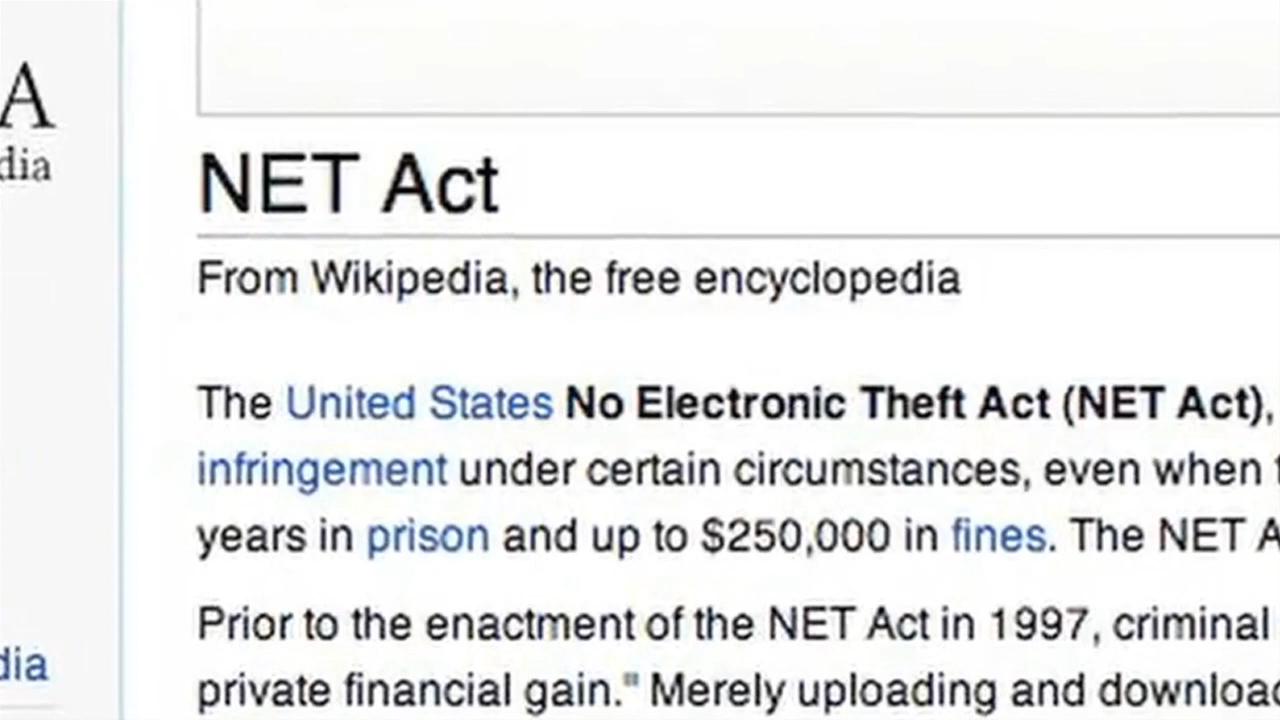 A
dia
NET Act
From Wikipedia, the free encyclopedia
The United States No Electronic Theft Act (NET Act),
infringement under certain circumstances, even when
years in prison and up to $250,000 in fines. The NET A
Prior to the enactment of the NET Act in 1997, criminal
dia
private financial gain." Merely uploading and downloa